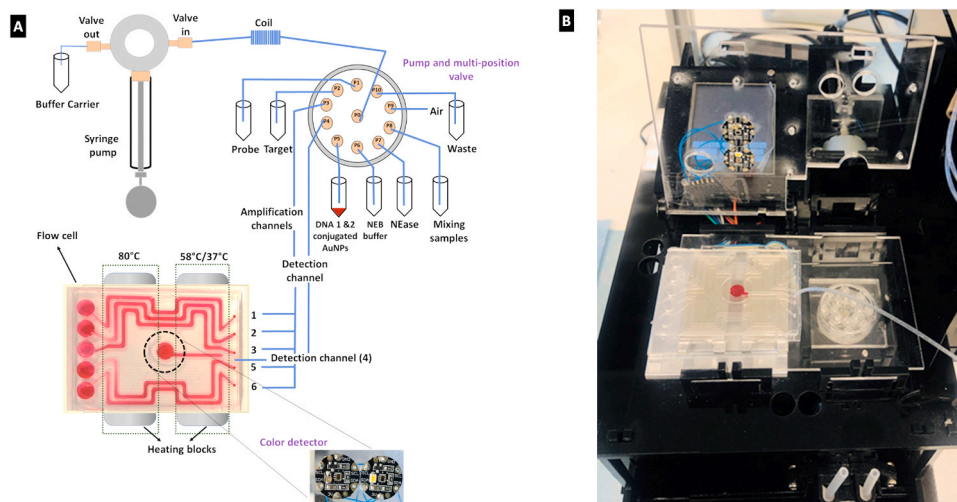 A
Valve
out
Valve
in
Coil
Buffer Carrier
Syringe
pump
Pump and multi-position
valve
P1
P2
P10
P3
P9
Air
P0
P4
P8
P5
P6
P7
Probe
Target
Waste
Amplification
channels
DNA 1 &2
conjugated
AuNPs
NEB
buffer
NEase
Mixing
samples
Flow cell
Detection
channel
80°C
58°C/37°C
1
2
3
Detection channel (4)
5
6
Heating blocks
Color detector
B